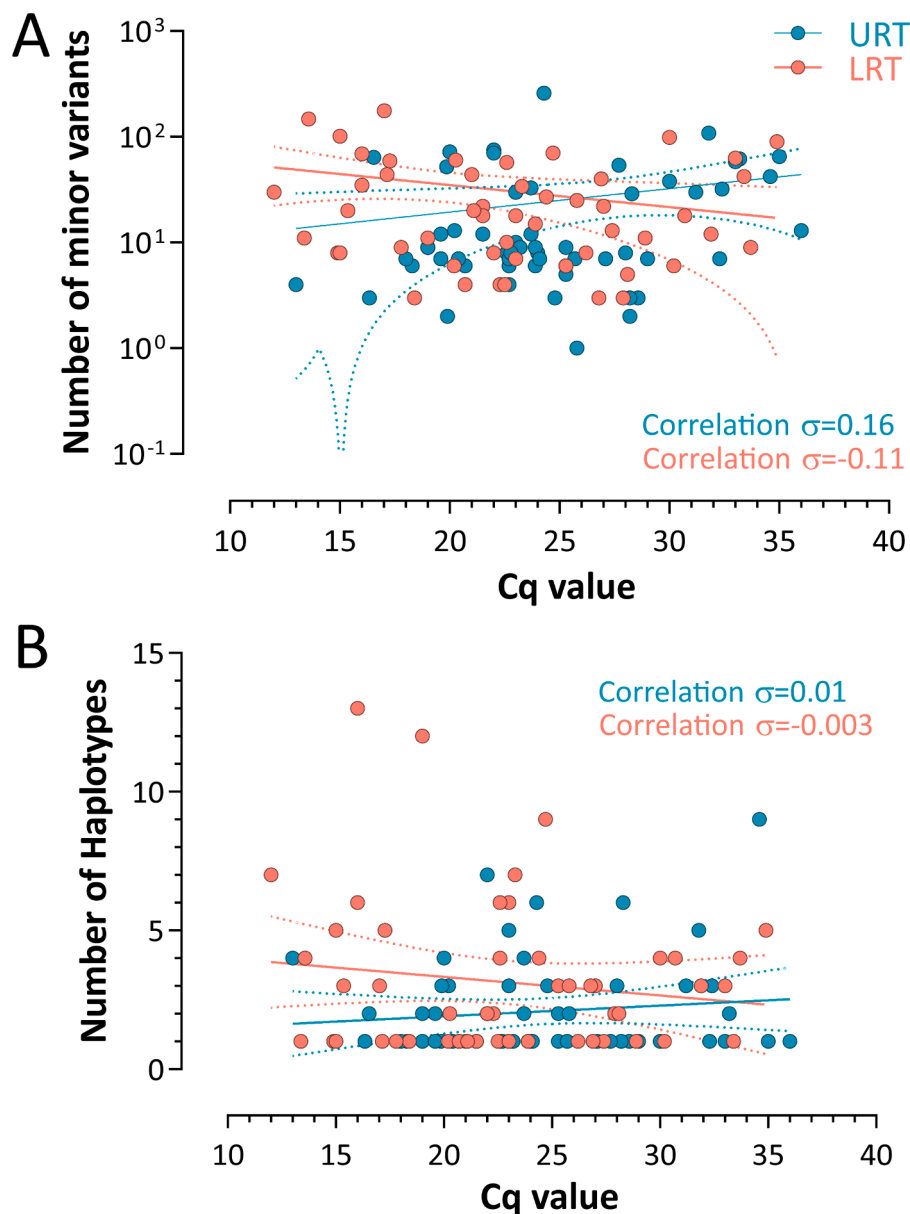 A
Number of minor variants
10³
10²
10¹
10⁰
10⁻¹
URT
LRT
Correlation σ=0.16
Correlation σ=-0.11
10 15 20 25 30 35 40
Cq value
B
Number of Haplotypes
15
10
5
0
Correlation σ=0.01
Correlation σ=-0.003
10 15 20 25 30 35 40
Cq value